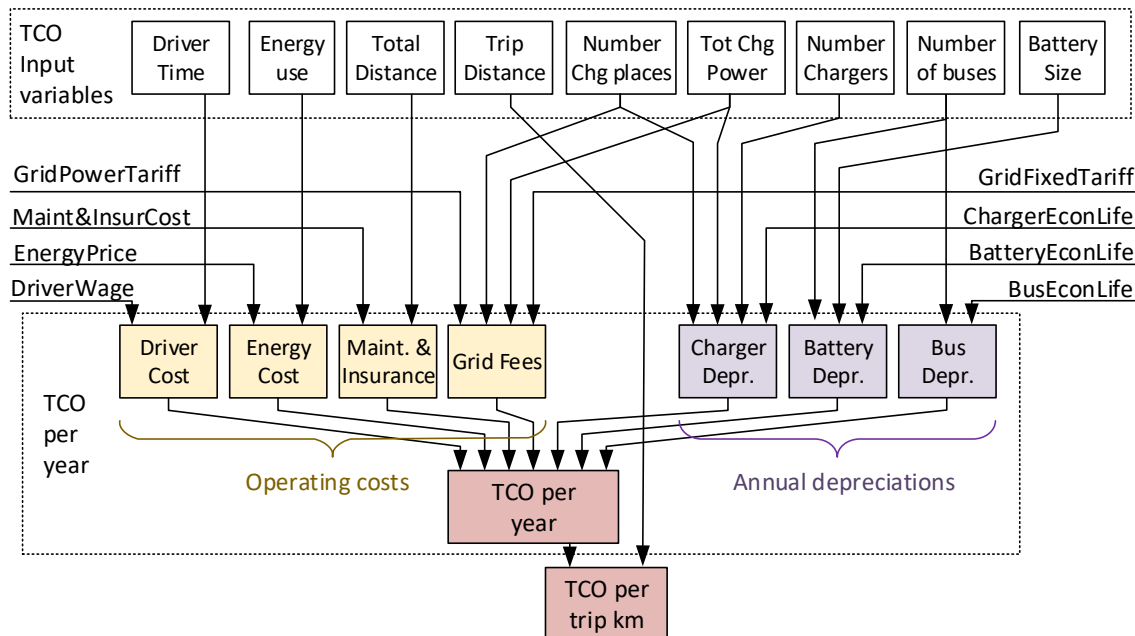 TCO
Input
variables
Driver
Time
Energy
use
Total
Distance
Trip
Distance
Number
Chg places
Tot Chg
Power
Number
Chargers
Number
of buses
Battery
Size
GridPowerTariff
GridFixedTariff
Maint&InsurCost
ChargerEconLife
EnergyPrice
BatteryEconLife
DriverWage
BusEconLife
TCO
per
year
Driver
Cost
Energy
Cost
Maint. &
Insurance
Grid Fees
Charger
Depr.
Battery
Depr.
Bus
Depr.
Operating costs
Annual depreciations
TCO per
year
TCO per
trip km